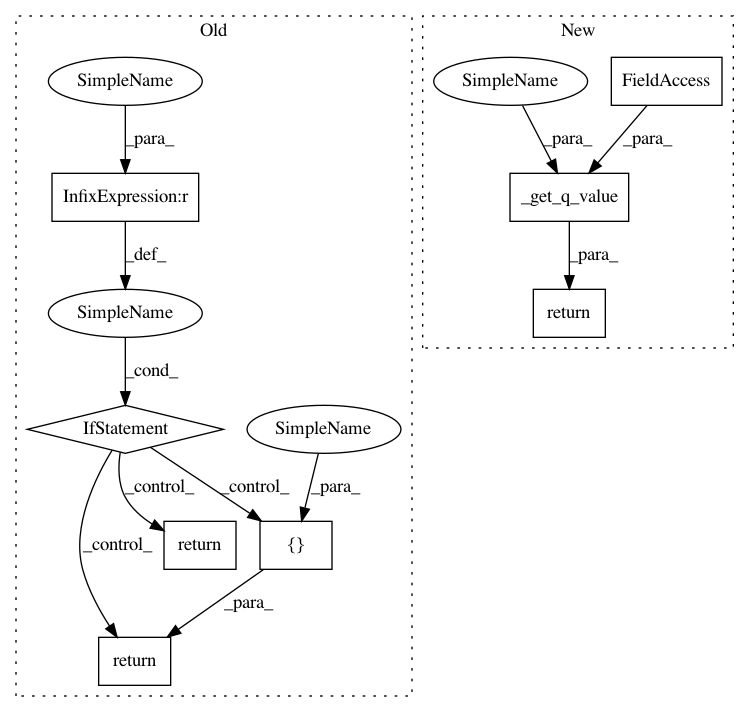 Old
New
SimpleName
SimpleName
FieldAccess
_para_
_para_
_para_
InfixExpression:r
_get_q_value
_def_
_para_
SimpleName
return
_cond_
IfStatement
SimpleName
_control_
_control_
_para_
_control_
return
{}
_para_
return